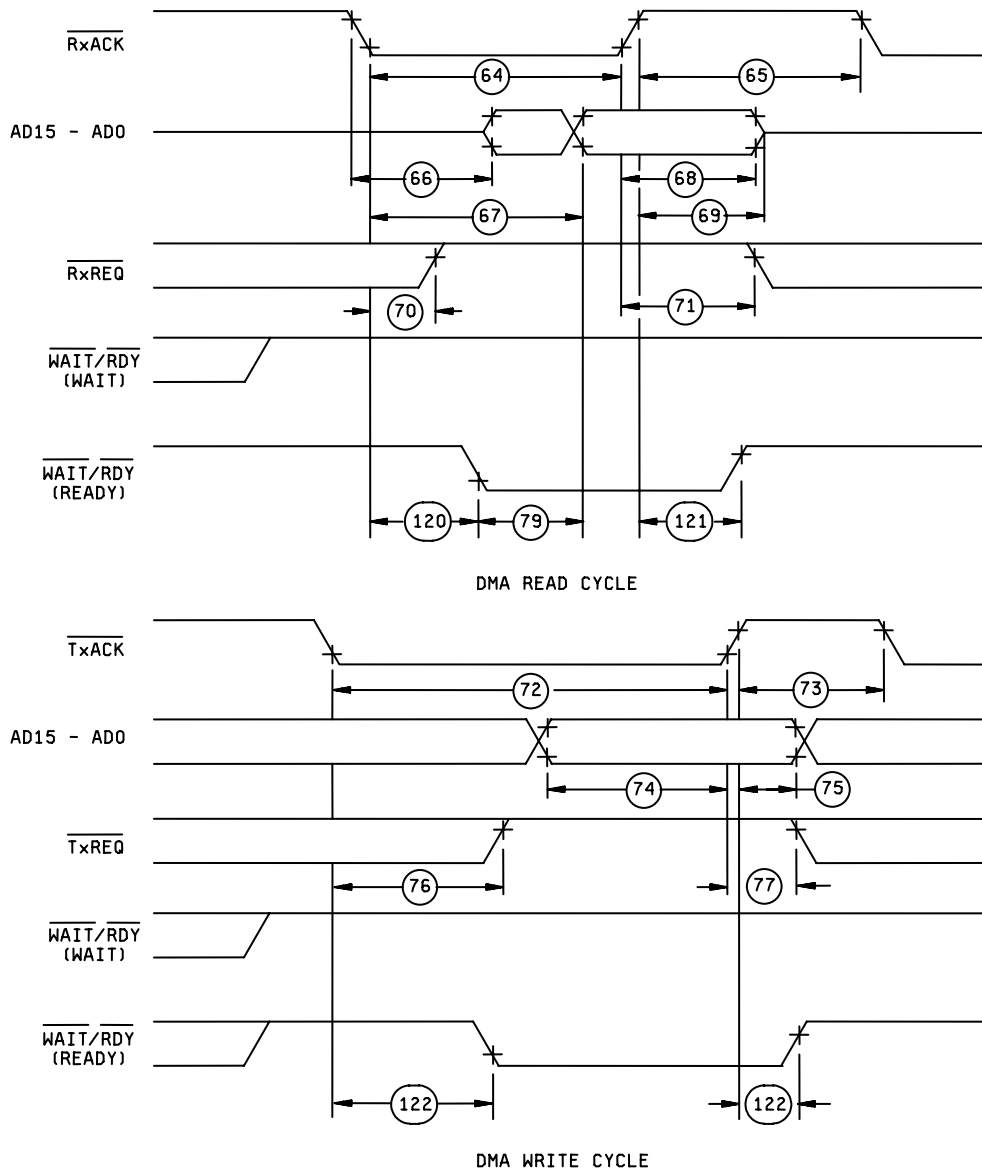 RxACK
64
65
AD15 - AD0
66
68
67
69
RxREQ
70
71
WAIT/RDY
(WAIT)
WAIT/RDY
(READY)
120
79
121
DMA READ CYCLE
TxACK
72
73
AD15 - AD0
74
75
TxREQ
76
77
WAIT/RDY
(WAIT)
WAIT/RDY
(READY)
122
122
DMA WRITE CYCLE